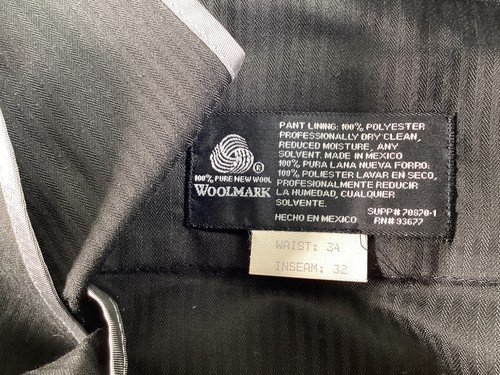 PANT LINING: 100% POLYESTER
PROFESSIONALLY DRY CLEAN,
REDUCED MOISTURE, ANY
SOLVENT. MADE IN MEXICO
100% PURA LANA NUEVA FORRO:
100% POLIESTER LAVAR EN SECO,
PROFESIONALMENTE REDUCIR
LA HUMEDAD, CUALQUIER
SOLVENTE.
SUPP# 70870-1
HECHO EN MEXICO RN# 93677
®
100% PURE NEW WOOL
WOOLMARK
WAIST: 34
INSEAM: 32